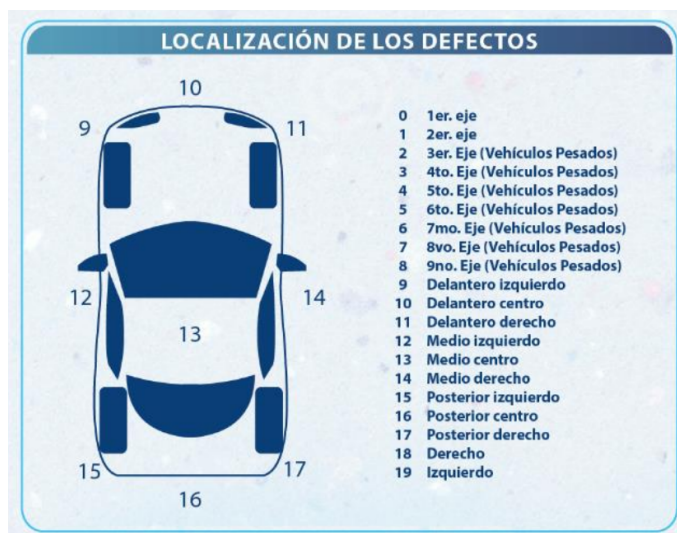 LOCALIZACIÓN DE LOS DEFECTOS
10
9
11
12
14
13
15
17
16
0 1er. eje
1 2er. eje
2 3er. Eje (Vehículos Pesados)
3 4to. Eje (Vehículos Pesados)
4 5to. Eje (Vehículos Pesados)
5 6to. Eje (Vehículos Pesados)
6 7mo. Eje (Vehículos Pesados)
7 8vo. Eje (Vehículos Pesados)
8 9no. Eje (Vehículos Pesados)
9 Delantero izquierdo
10 Delantero centro
11 Delantero derecho
12 Medio izquierdo
13 Medio centro
14 Medio derecho
15 Posterior izquierdo
16 Posterior centro
17 Posterior derecho
18 Derecho
19 Izquierdo